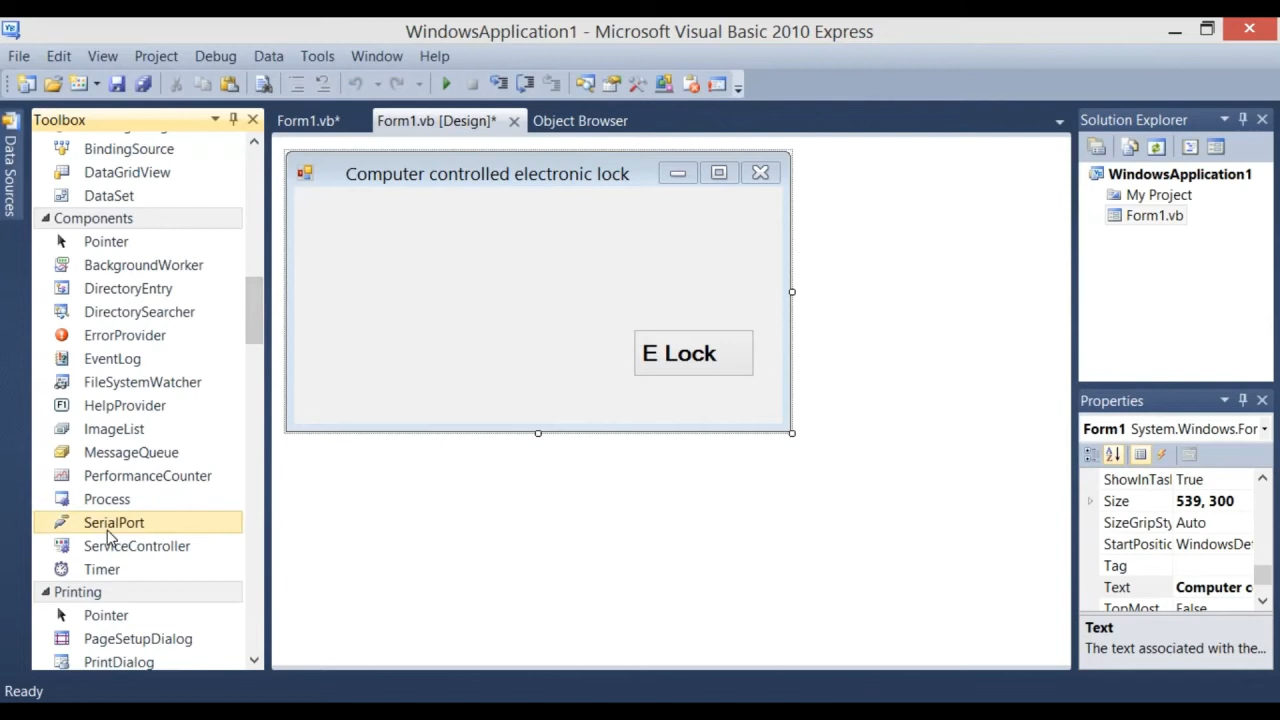 WindowsApplication1 - Microsoft Visual Basic 2010 Express
File Edit View Project Debug Data Tools Window Help
Data Sources
Toolbox
BindingSource
DataGridView
DataSet
Components
Pointer
BackgroundWorker
DirectoryEntry
DirectorySearcher
ErrorProvider
EventLog
FileSystemWatcher
HelpProvider
ImageList
MessageQueue
PerformanceCounter
Process
SerialPort
ServiceController
Timer
Printing
Pointer
PageSetupDialog
PrintDialog
Form1.vb* Form1.vb [Design]* Object Browser
Computer controlled electronic lock
E Lock
Solution Explorer
WindowsApplication1
My Project
Form1.vb
Properties
Form1 System.Windows.For
ShowInTasl True
Size 539, 300
SizeGripSty Auto
StartPositic WindowsDe
Tag
Text Computer c
TopMost False
Text
The text associated with the...
Ready